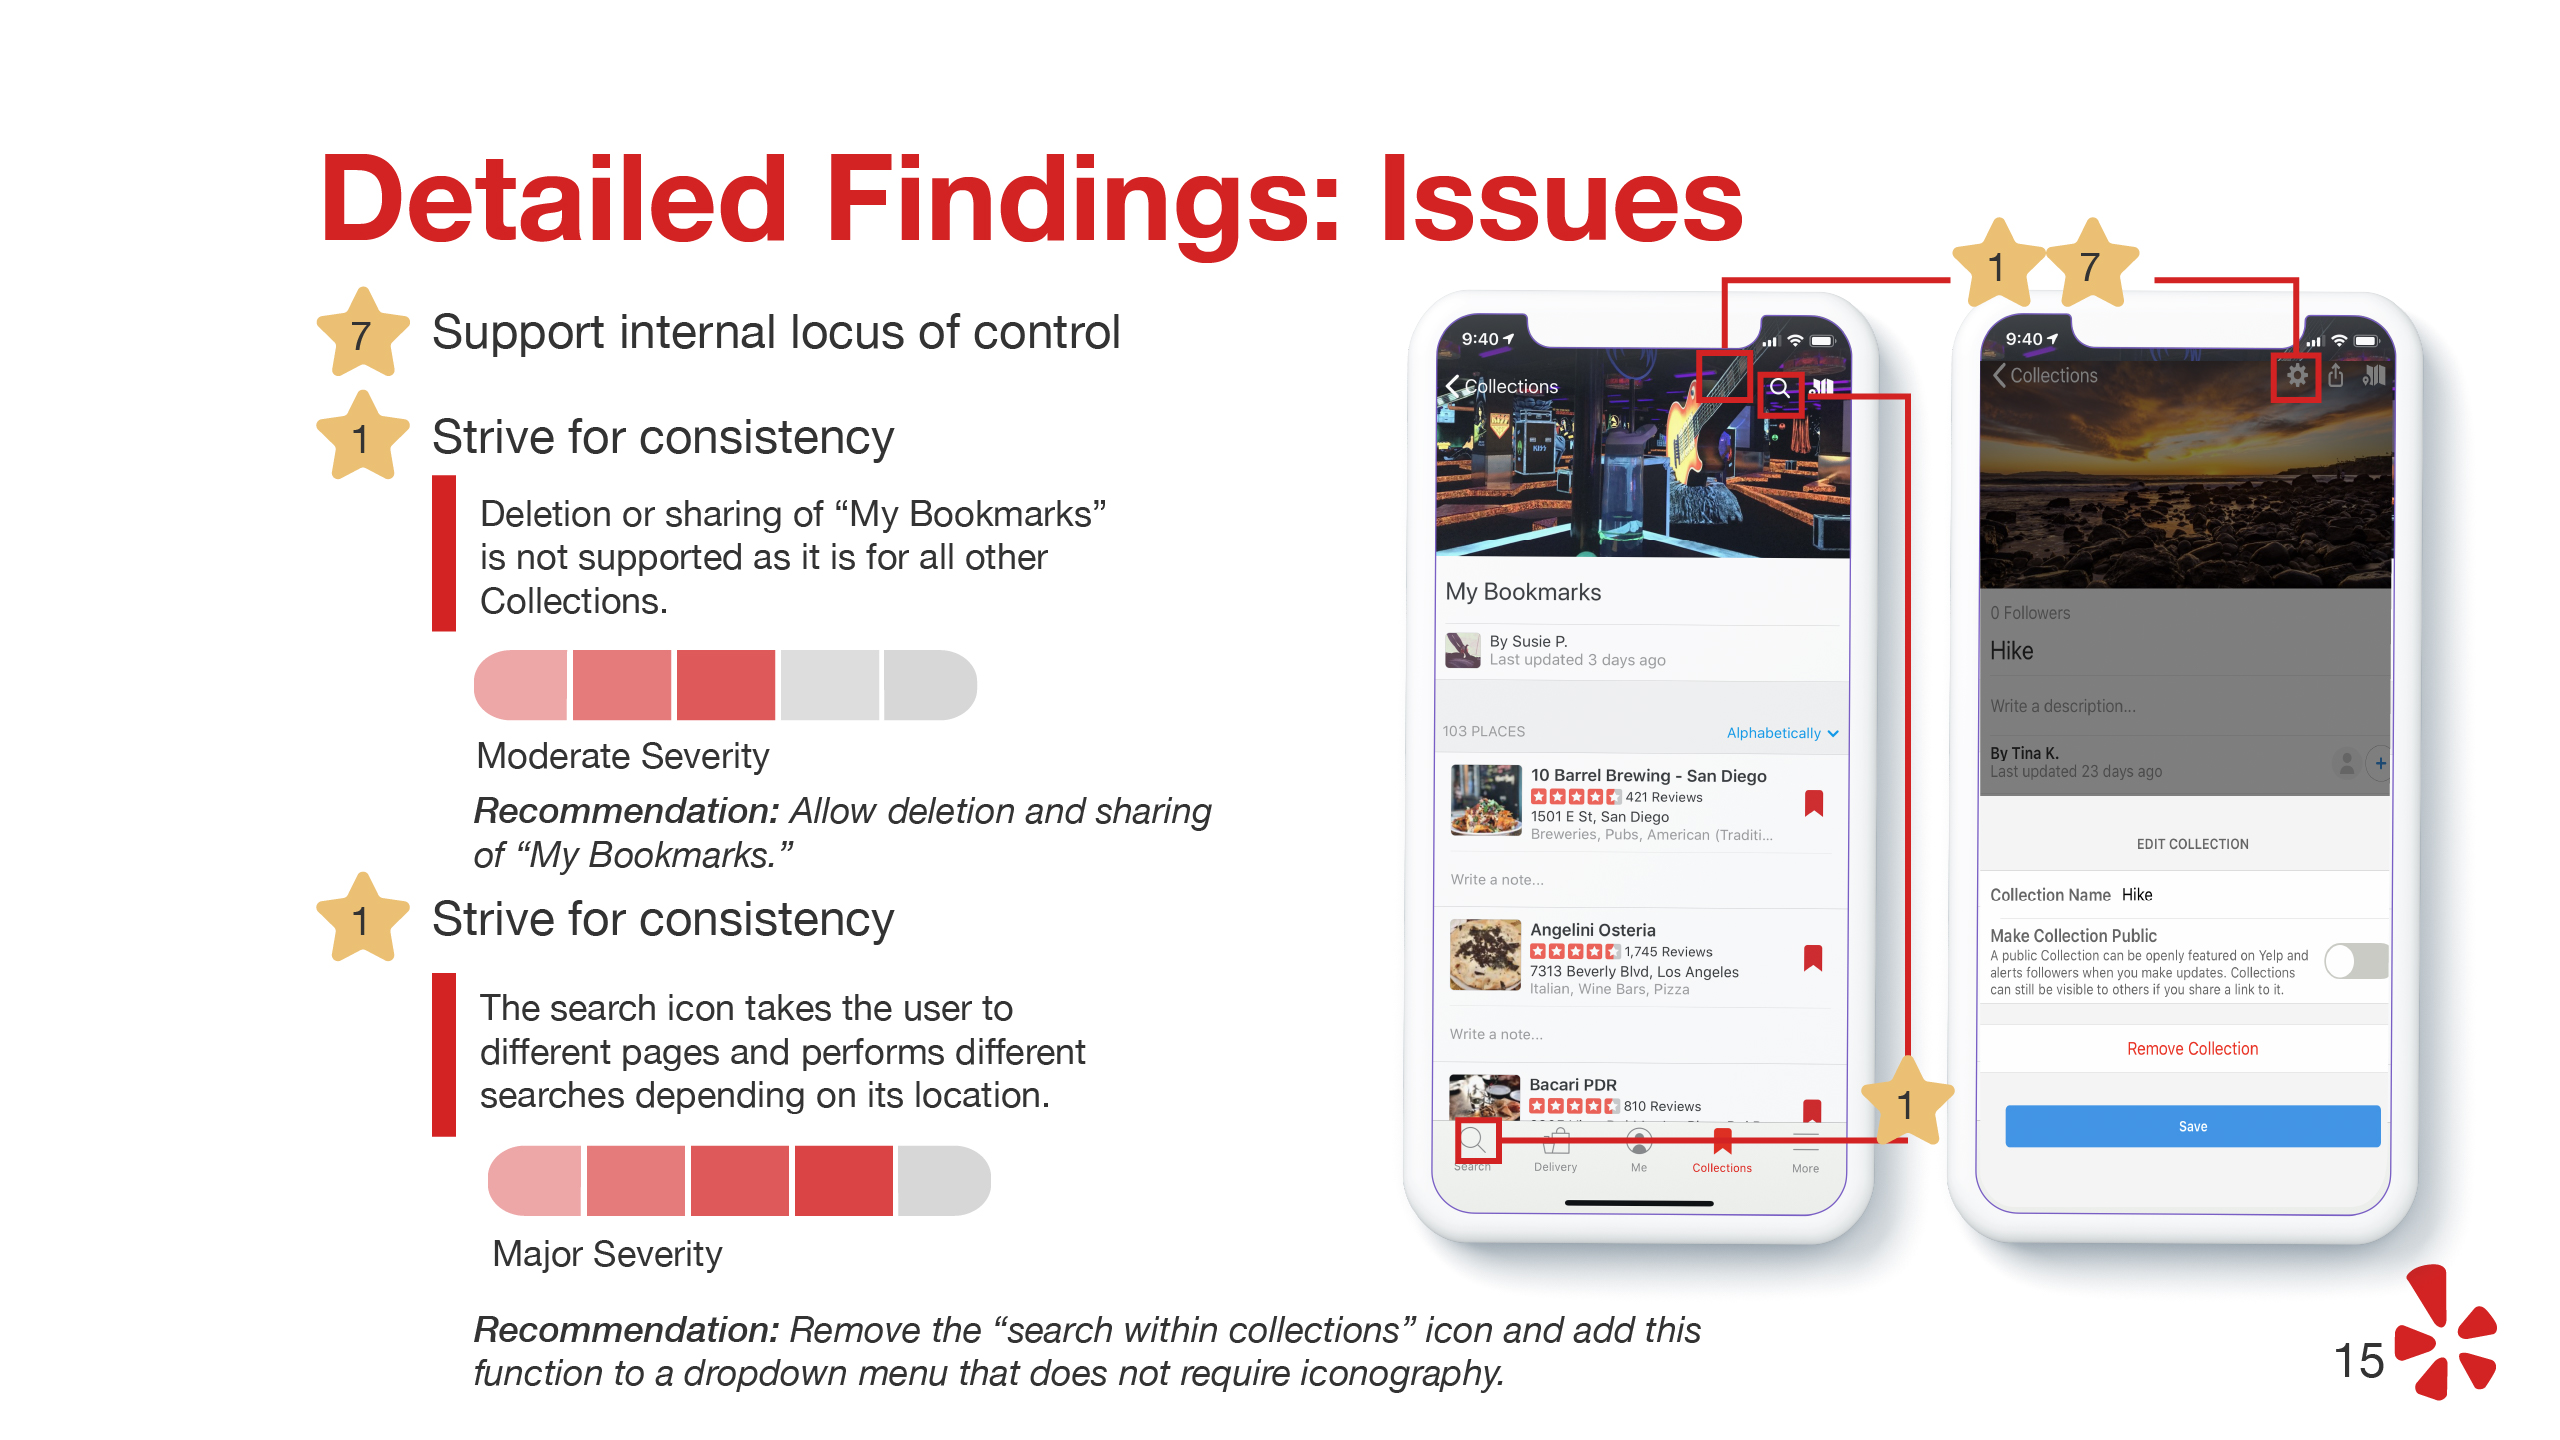 Detailed Findings: Issues
7
Support internal locus of control
1
Strive for consistency
Deletion or sharing of “My Bookmarks”
is not supported as it is for all other
Collections.
Moderate Severity
Recommendation: Allow deletion and sharing
of “My Bookmarks.”
1
Strive for consistency
The search icon takes the user to
different pages and performs different
searches depending on its location.
Major Severity
Recommendation: Remove the “search within collections” icon and add this
function to a dropdown menu that does not require iconography.
1
7
9:40
Collections
KISS
My Bookmarks
By Susie P.
Last updated 3 days ago
103 PLACES
Alphabetically
10 Barrel Brewing - San Diego
421 Reviews
1501 E St, San Diego
Breweries, Pubs, American (Traditi...
Write a note...
Angelini Osteria
1,745 Reviews
7313 Beverly Blvd, Los Angeles
Italian, Wine Bars, Pizza
Write a note...
Bacari PDR
810 Reviews
Search
Delivery
Me
Collections
More
1
9:40
Collections
0 Followers
Hike
Write a description...
By Tina K.
Last updated 23 days ago
EDIT COLLECTION
Collection Name Hike
Make Collection Public
A public Collection can be openly featured on Yelp and
alerts followers when you make updates. Collections
can still be visible to others if you share a link to it.
Remove Collection
Save
15